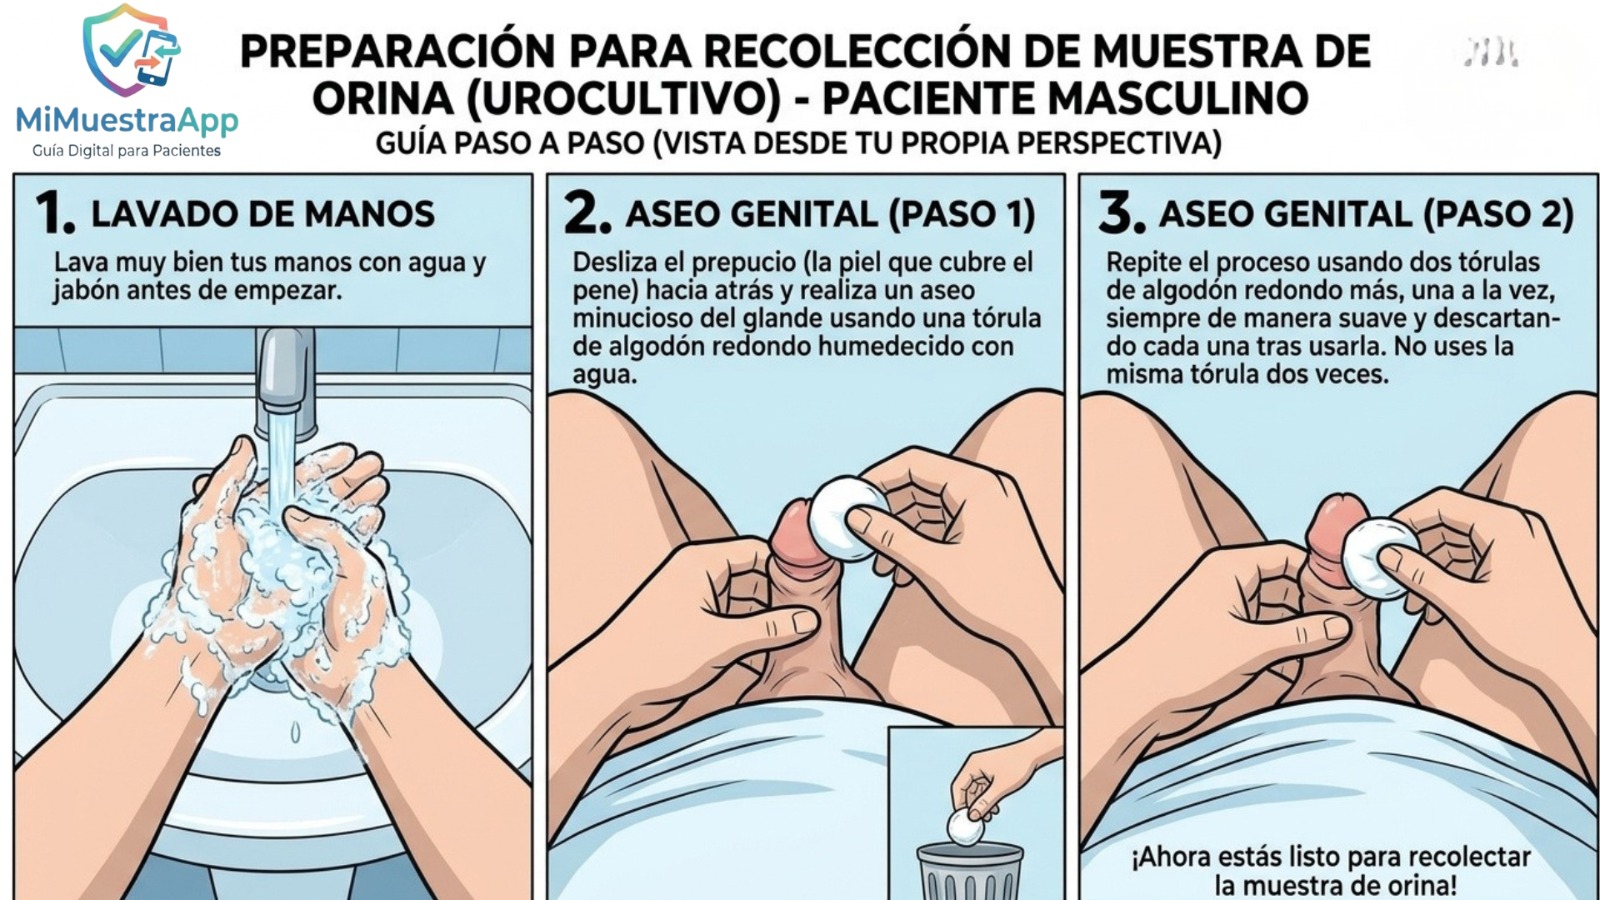 MiMuestraApp
Guía Digital para Pacientes
PREPARACIÓN PARA RECOLECCIÓN DE MUESTRA DE
ORINA (UROCULTIVO) - PACIENTE MASCULINO
GUÍA PASO A PASO (VISTA DESDE TU PROPIA PERSPECTIVA)
1. LAVADO DE MANOS
Lava muy bien tus manos con agua y
jabón antes de empezar.
2. ASEO GENITAL (PASO 1)
Desliza el prepucio (la piel que cubre el
pene) hacia atrás y realiza un aseo
minucioso del glande usando una tórula
de algodón redondo humedecido con
agua.
3. ASEO GENITAL (PASO 2)
Repite el proceso usando dos tórulas
de algodón redondo más, una a la vez,
siempre de manera suave y descartan-
do cada una tras usarla. No uses la
misma tórula dos veces.
¡Ahora estás listo para recolectar
la muestra de orina!